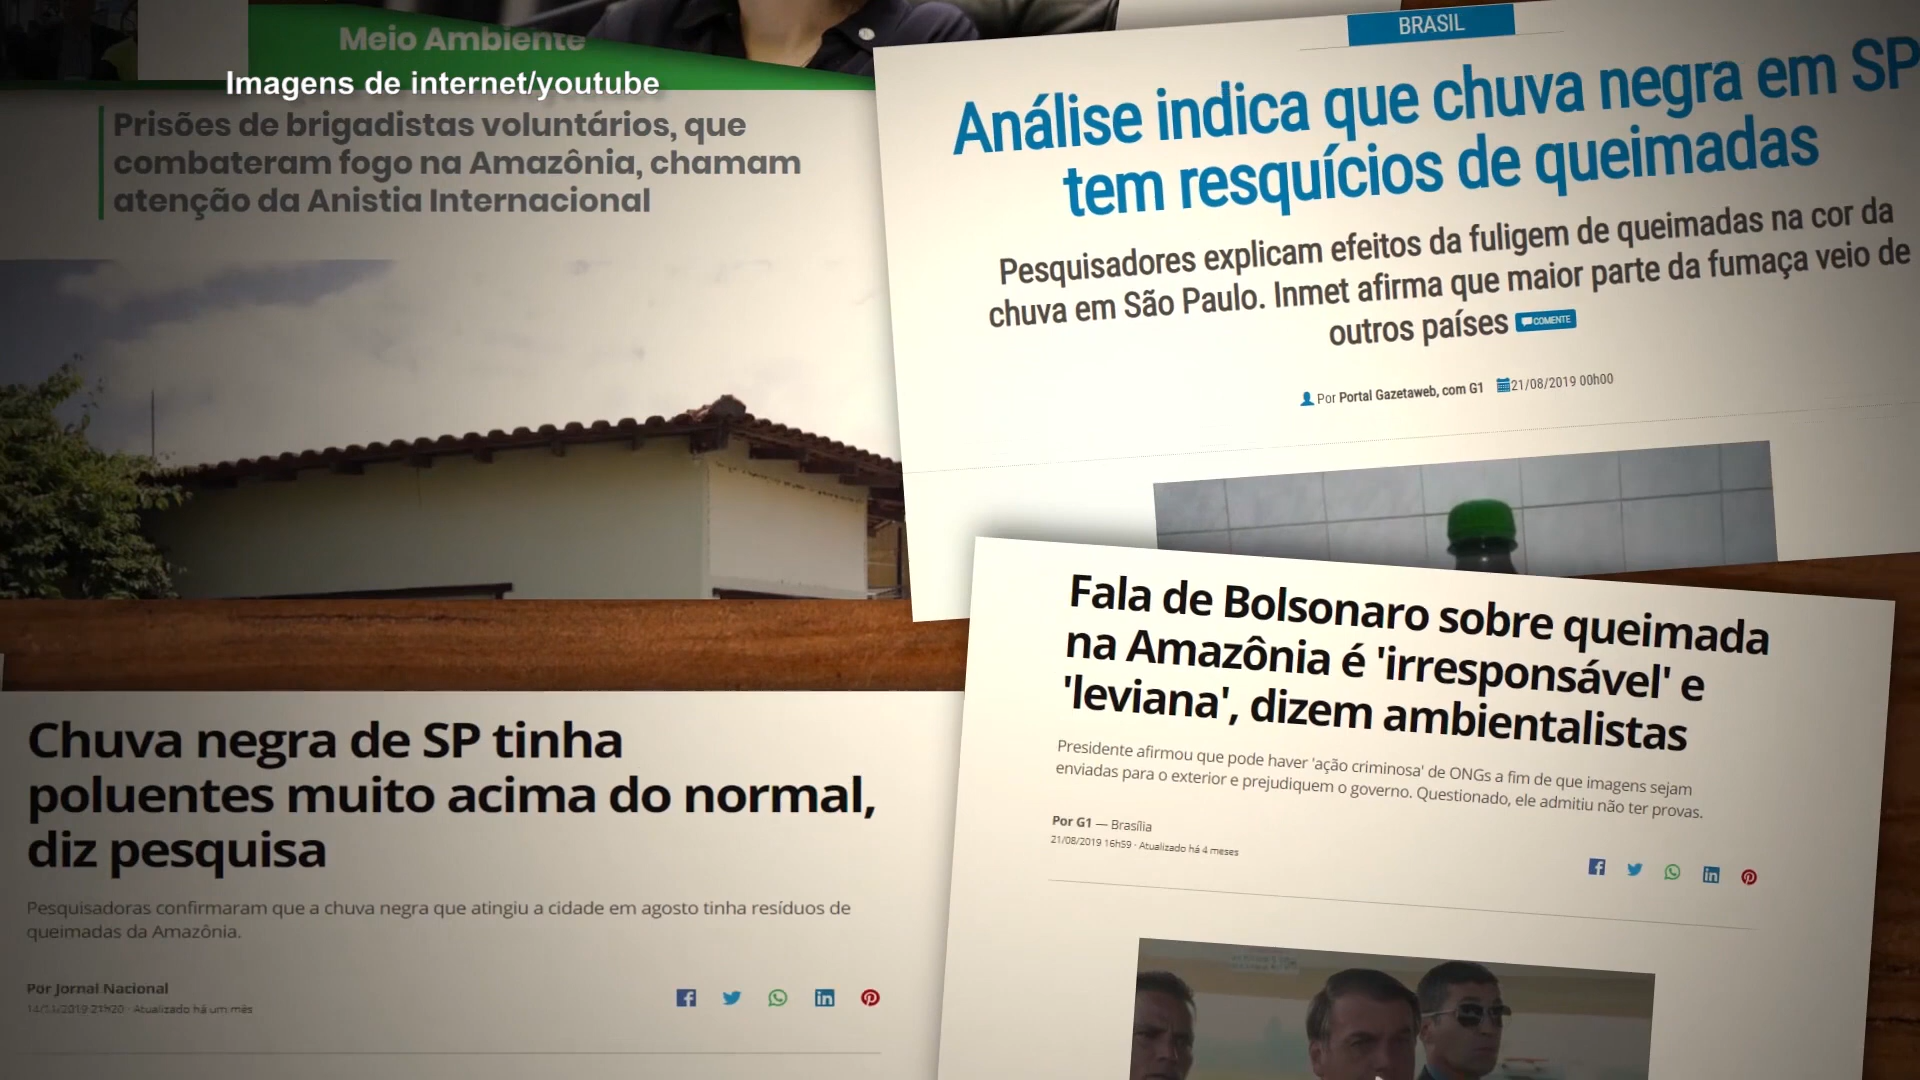 Meio Ambiente
Imagens de internet/youtube
Prisões de brigadistas voluntários, que
combateram fogo na Amazônia, chamam
atenção da Anistia Internacional
BRASIL
Análise indica que chuva negra em SP
tem resquícios de queimadas
Pesquisadores explicam efeitos da fuligem de queimadas na cor da
chuva em São Paulo. Inmet afirma que maior parte da fumaça veio de
outros países COMENTE
Por Portal Gazetaweb, com G1 21/08/2019 00h00
Chuva negra de SP tinha
poluentes muito acima do normal,
diz pesquisa
Pesquisadoras confirmaram que a chuva negra que atingiu a cidade em agosto tinha resíduos de
queimadas da Amazônia.
Por Jornal Nacional
14/11/2019 21h20 · Atualizado há um mês
Fala de Bolsonaro sobre queimada
na Amazônia é 'irresponsável' e
'leviana', dizem ambientalistas
Presidente afirmou que pode haver 'ação criminosa' de ONGs a fim de que imagens sejam
enviadas para o exterior e prejudiquem o governo. Questionado, ele admitiu não ter provas.
Por G1 — Brasília
21/08/2019 16h59 · Atualizado há 4 meses